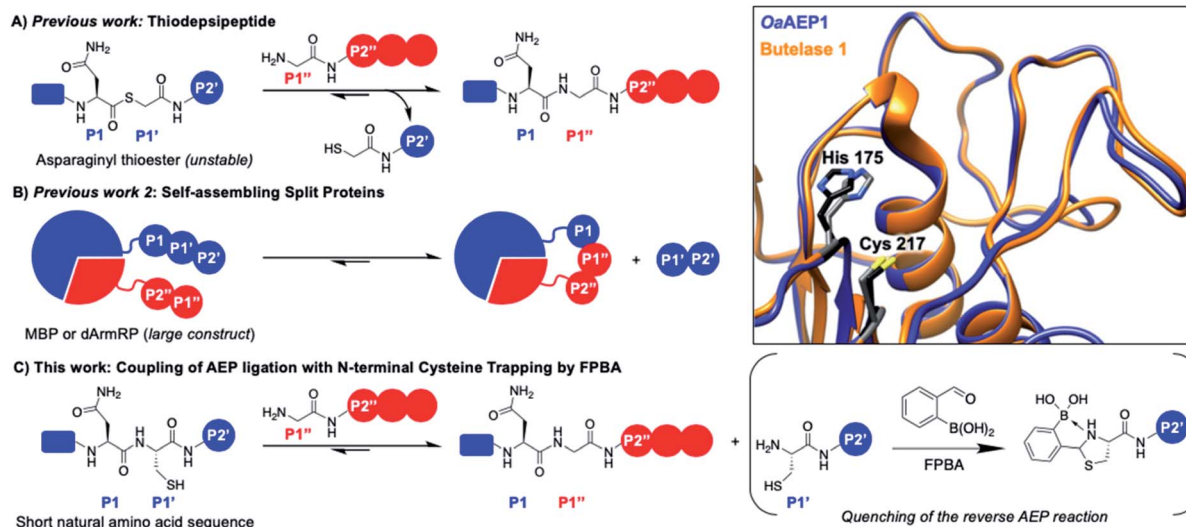 A) Previous work: Thiodepsipeptide
NH₂
O
N
H
O
S
O
N
H
P2'
P1 P1'
Asparaginyl thioester (unstable)
H₂N
O
N
H
P2''
P1''
HS
O
N
H
P2'
NH₂
O
N
H
O
H
N
O
N
H
P2''
P1 P1''
B) Previous work 2: Self-assembling Split Proteins
P1 P1' P2'
P2'' P1''
MBP or dArmRP (large construct)
P1
P1''
P2''
+
P1' P2'
OaAEP1
Butelase 1
His 175
Cys 217
C) This work: Coupling of AEP ligation with N-terminal Cysteine Trapping by FPBA
NH₂
O
N
H
O
H
N
O
N
H
P2'
SH
P1 P1'
Short natural amino acid sequence
H₂N
O
N
H
P2''
P1''
NH₂
O
N
H
O
H
N
O
N
H
P2''
P1 P1''
+
H₂N
O
N
H
P2'
HS
P1'
O
B(OH)₂
FPBA
HO OH
B
H
N
O
N
H
S
P2'
Quenching of the reverse AEP reaction